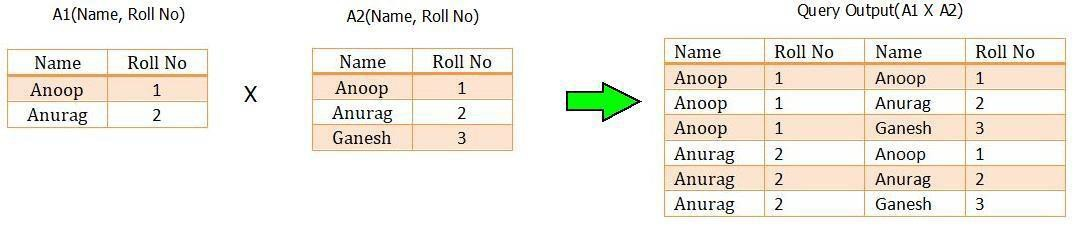 A1(Name, Roll No)
Name Roll No
Anoop 1
Anurag 2
X
A2(Name, Roll No)
Name Roll No
Anoop 1
Anurag 2
Ganesh 3
Query Output(A1 X A2)
Name Roll No Name Roll No
Anoop 1 Anoop 1
Anoop 1 Anurag 2
Anoop 1 Ganesh 3
Anurag 2 Anoop 1
Anurag 2 Anurag 2
Anurag 2 Ganesh 3